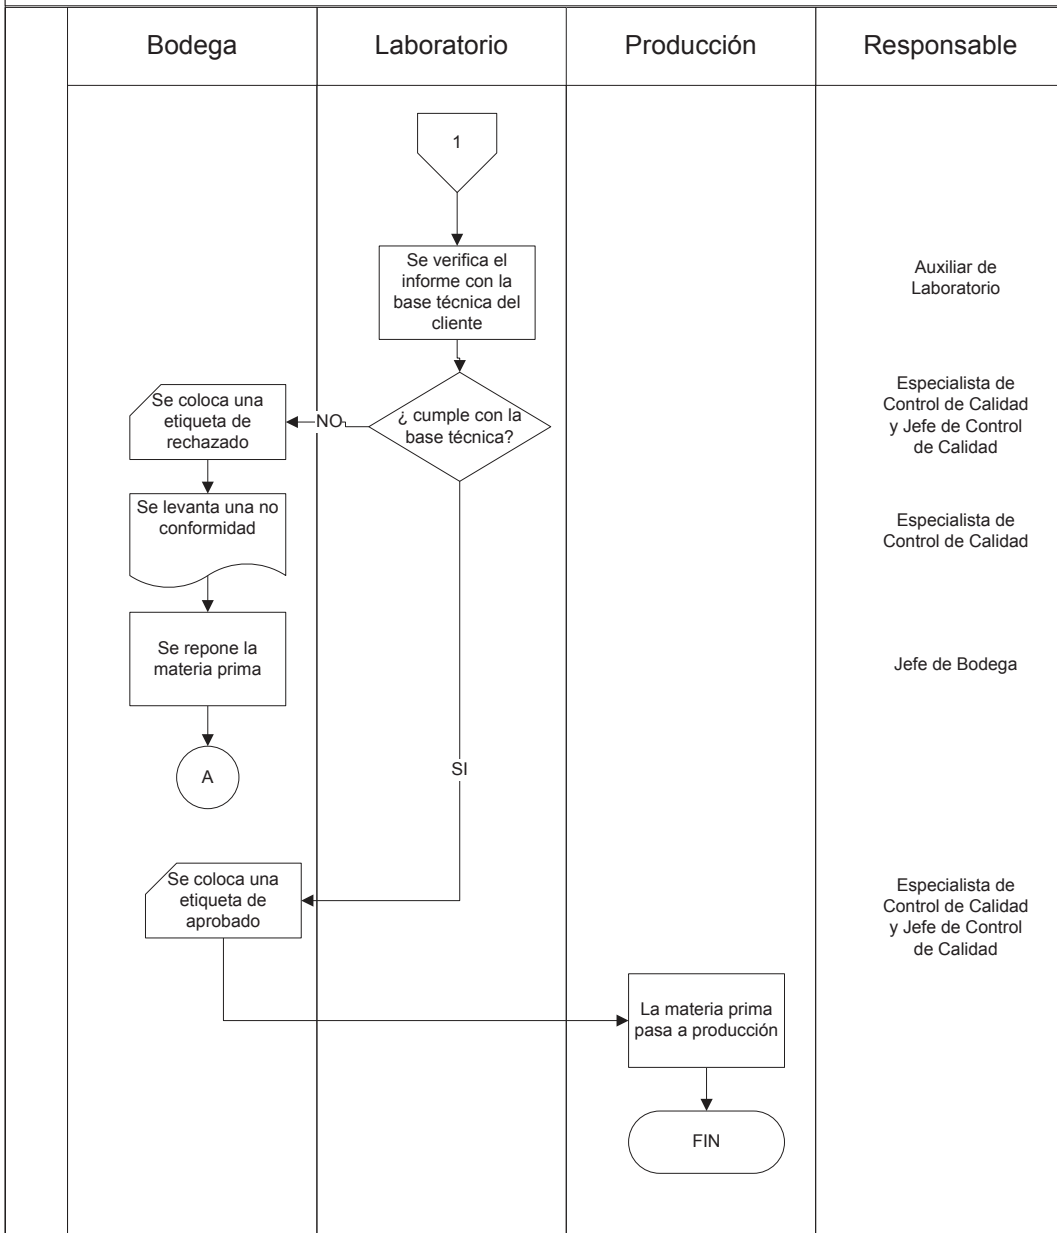 Bodega
Laboratorio
Producción
Responsable
1
Se verifica el
informe con la
base técnica del
cliente
Auxiliar de
Laboratorio
¿ cumple con la
base técnica?
NO
Se coloca una
etiqueta de
rechazado
Especialista de
Control de Calidad
y Jefe de Control
de Calidad
Se levanta una no
conformidad
Especialista de
Control de Calidad
Se repone la
materia prima
Jefe de Bodega
A
SI
Se coloca una
etiqueta de
aprobado
Especialista de
Control de Calidad
y Jefe de Control
de Calidad
La materia prima
pasa a producción
FIN